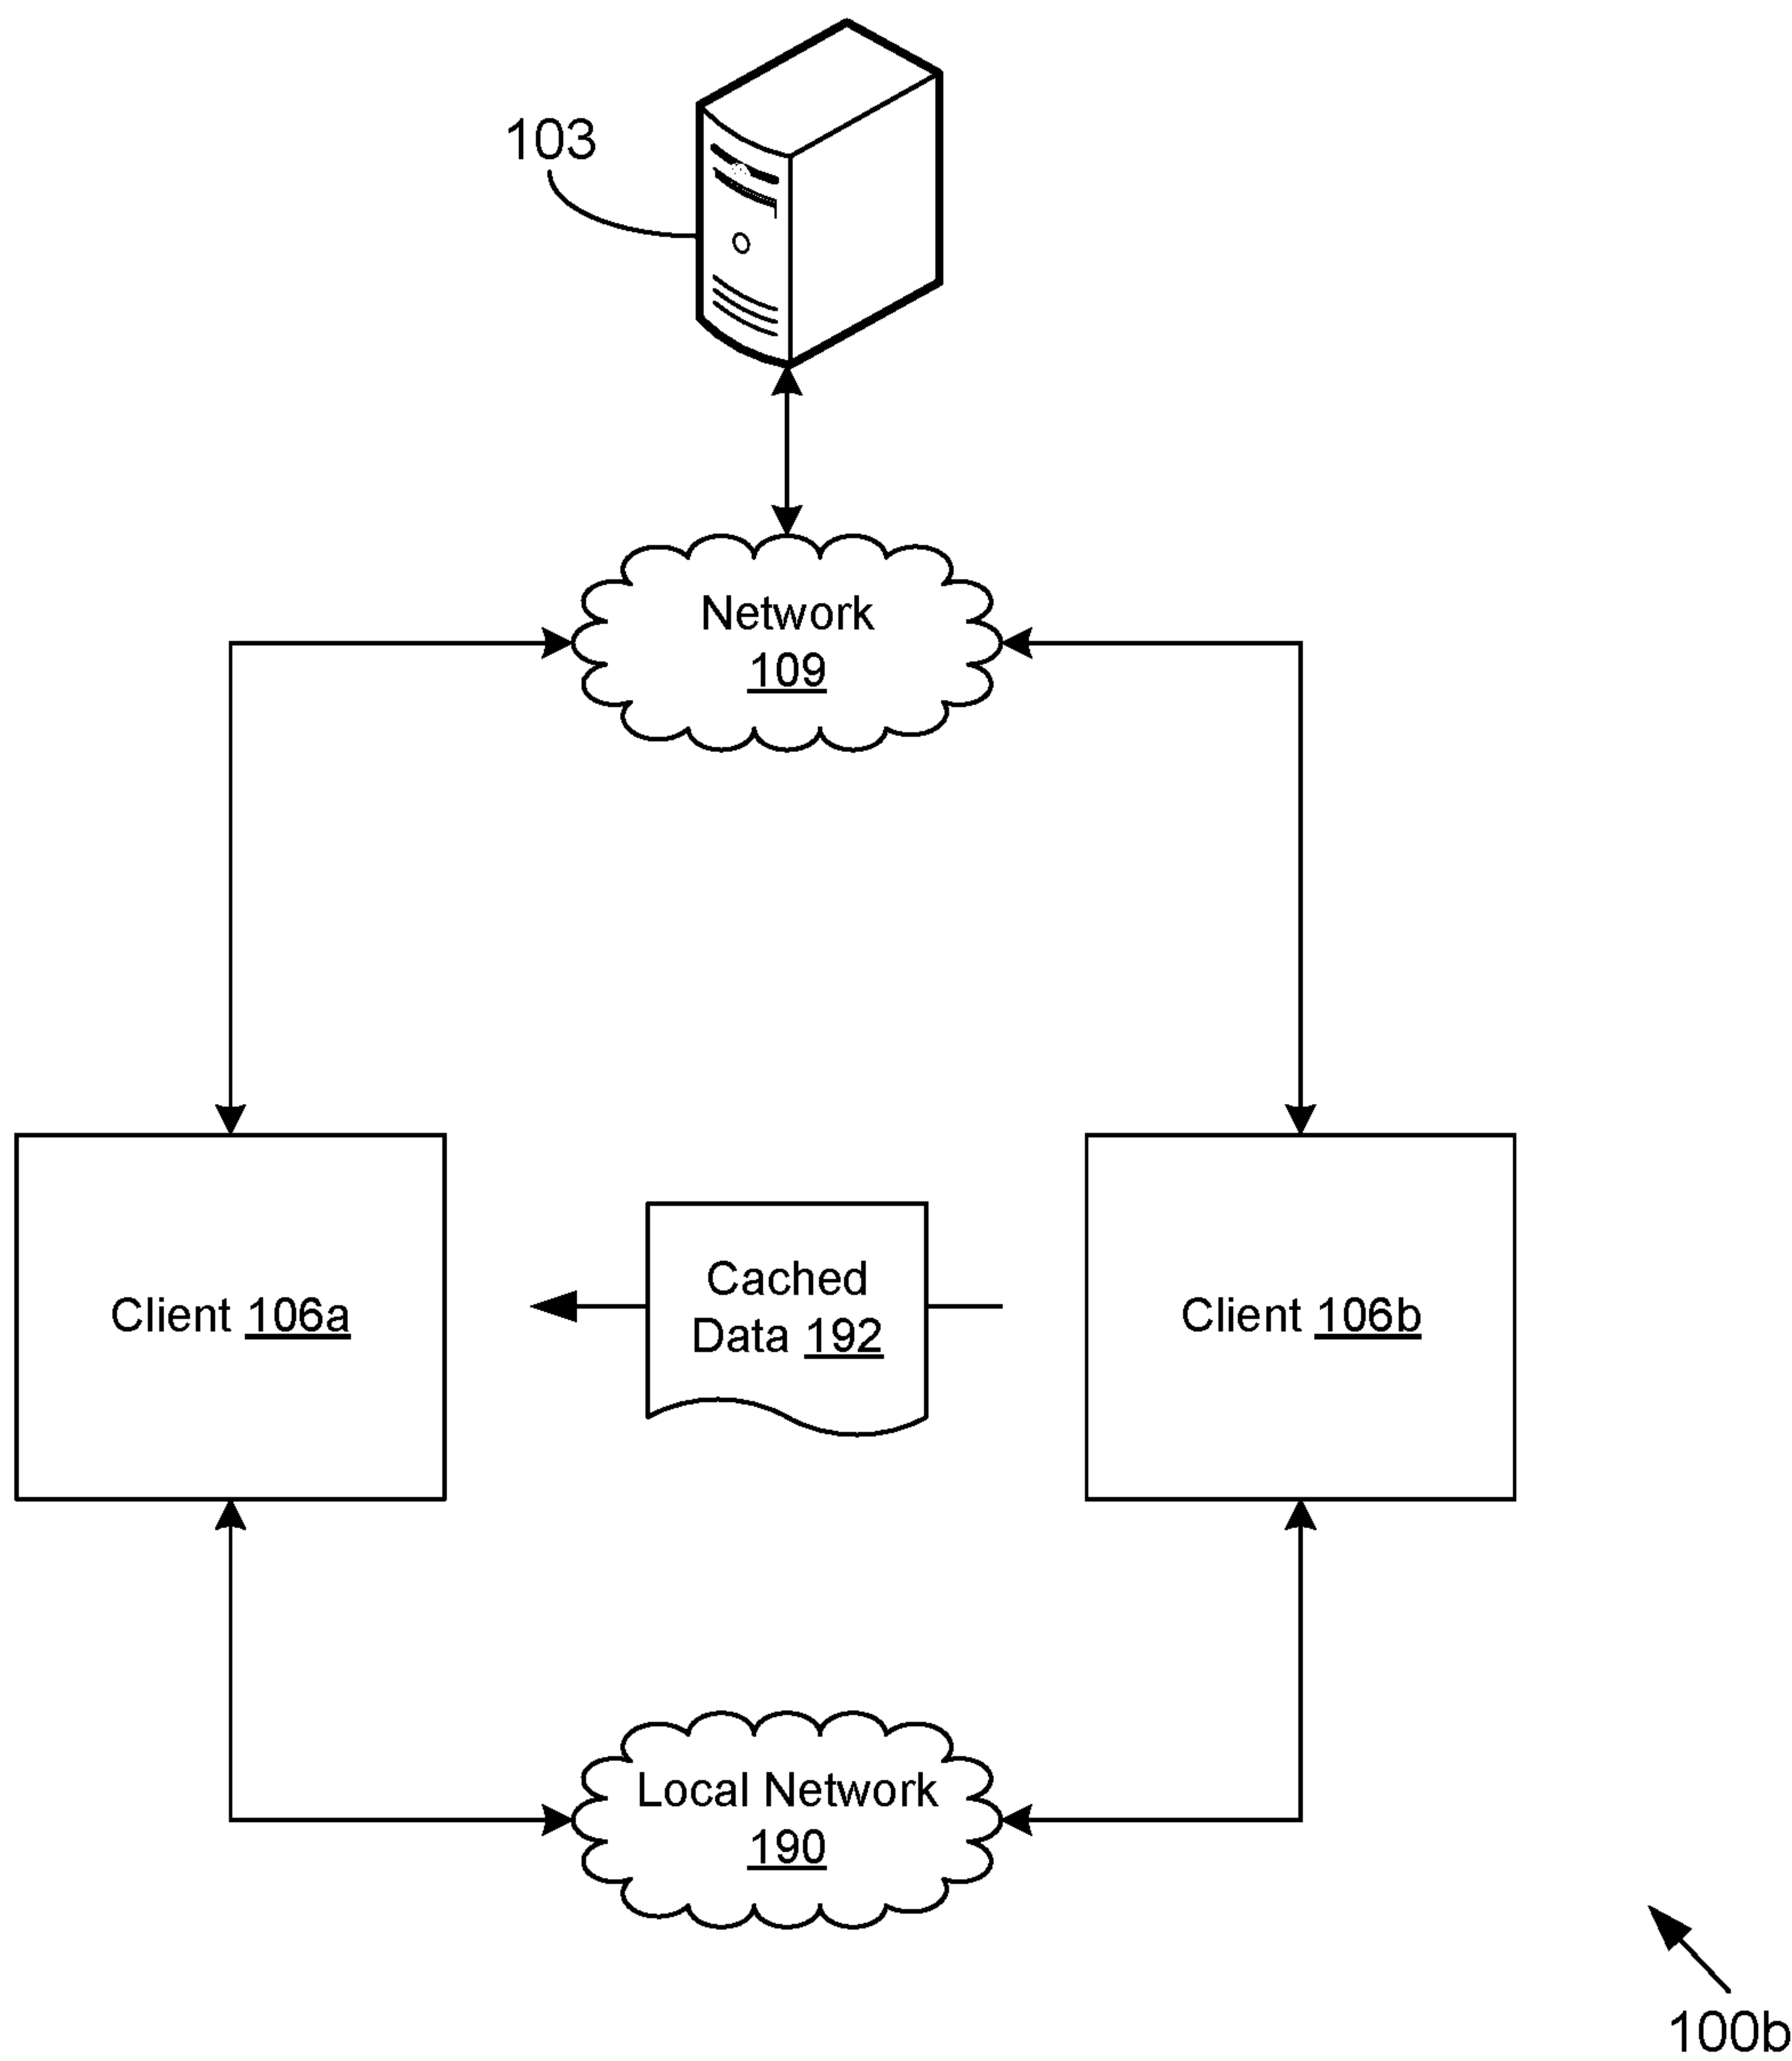 103
Network
109
Client 106a
Cached
Data 192
Client 106b
Local Network
190
100b